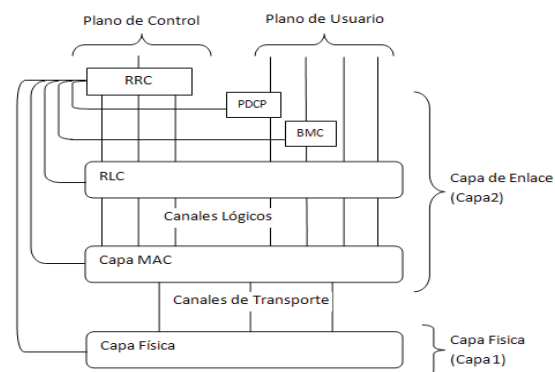 Plano de Control
Plano de Usuario
RRC
PDCP
BMC
RLC
Capa de Enlace
(Capa2)
Canales Lógicos
Capa MAC
Canales de Transporte
Capa Física
Capa Fisica
(Capa1)